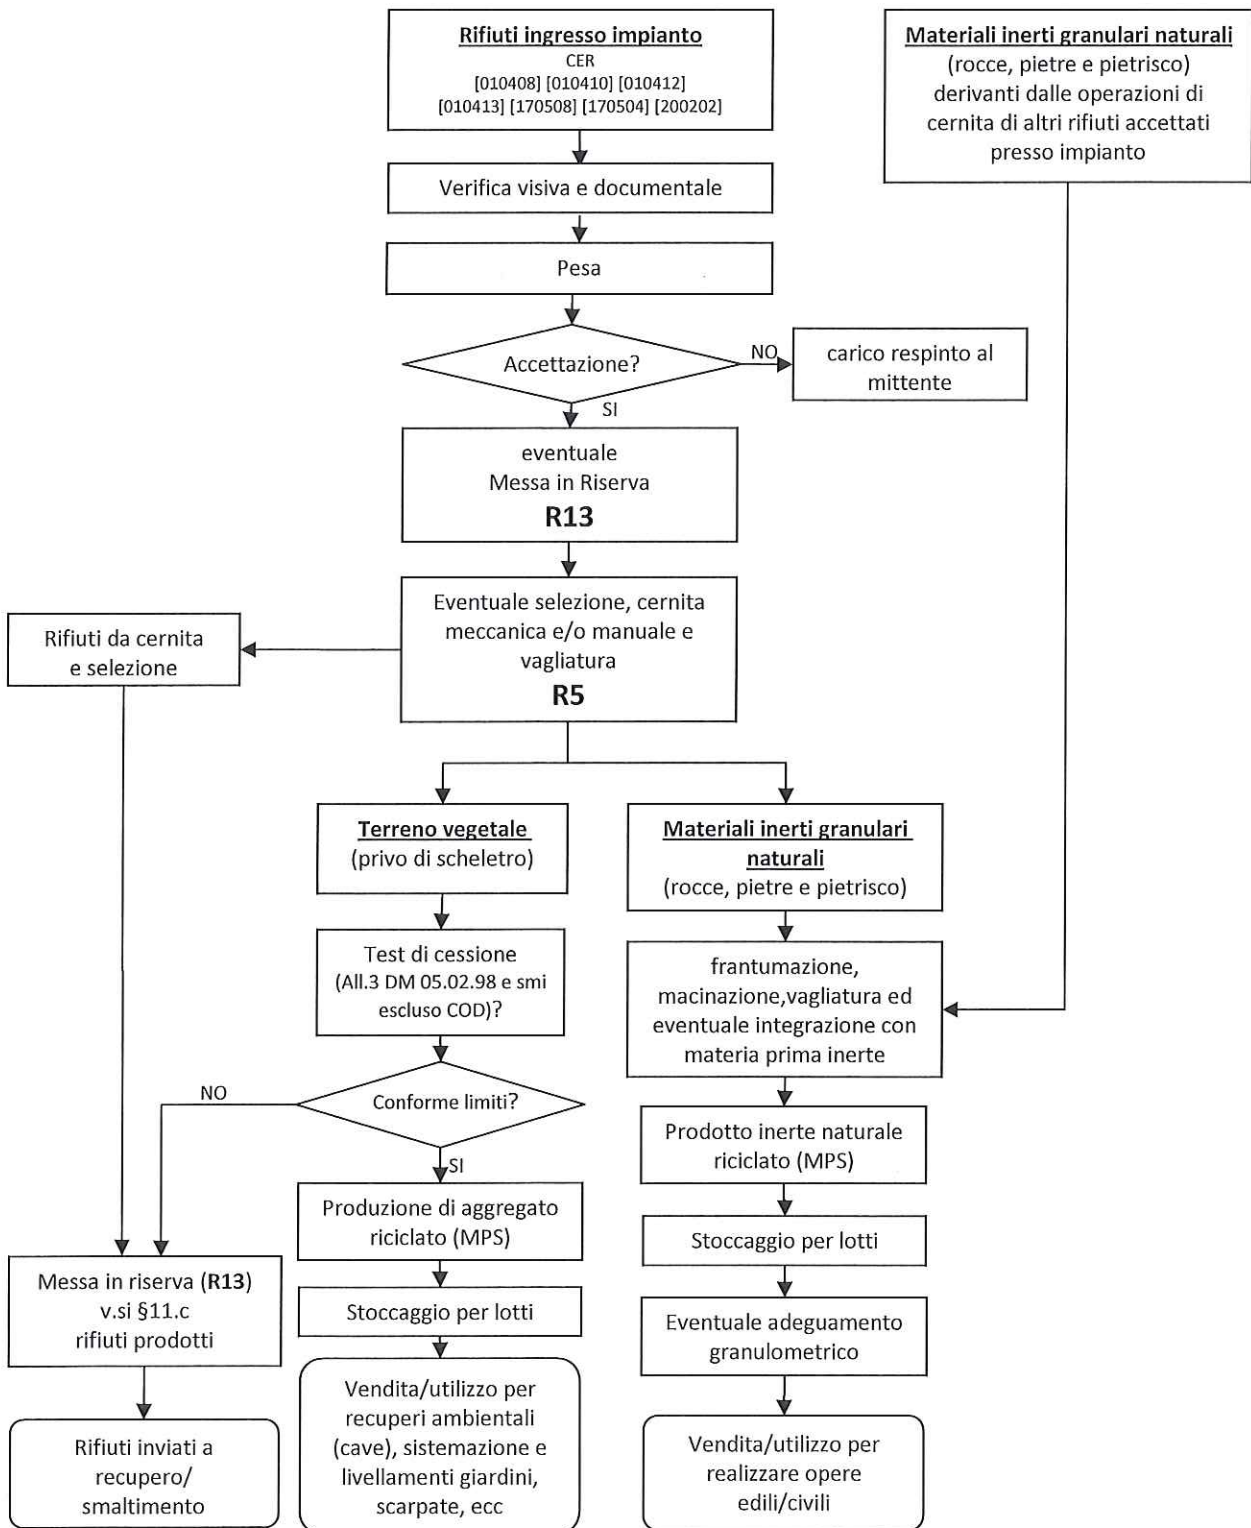 Rifiuti ingresso impianto
CER
[010408] [010410] [010412]
[010413] [170508] [170504] [200202]
Materiali inerti granulari naturali
(rocce, pietre e pietrisco)
derivanti dalle operazioni di
cernita di altri rifiuti accettati
presso impianto
Verifica visiva e documentale
Pesa
Accettazione?
NO
carico respinto al
mittente
SI
eventuale
Messa in Riserva
R13
Eventuale selezione, cernita
meccanica e/o manuale e
vagliatura
R5
Rifiuti da cernita
e selezione
Terreno vegetale
(privo di scheletro)
Materiali inerti granulari
naturali
(rocce, pietre e pietrisco)
Test di cessione
(All.3 DM 05.02.98 e smi
escluso COD)?
frantumazione,
macinazione,vagliatura ed
eventuale integrazione con
materia prima inerte
NO
Conforme limiti?
SI
Prodotto inerte naturale
riciclato (MPS)
Produzione di aggregato
riciclato (MPS)
Stoccaggio per lotti
Messa in riserva (R13)
v.si §11.c
rifiuti prodotti
Stoccaggio per lotti
Eventuale adeguamento
granulometrico
Rifiuti inviati a
recupero/
smaltimento
Vendita/utilizzo per
recuperi ambientali
(cave), sistemazione e
livellamenti giardini,
scarpate, ecc
Vendita/utilizzo per
realizzare opere
edili/civili